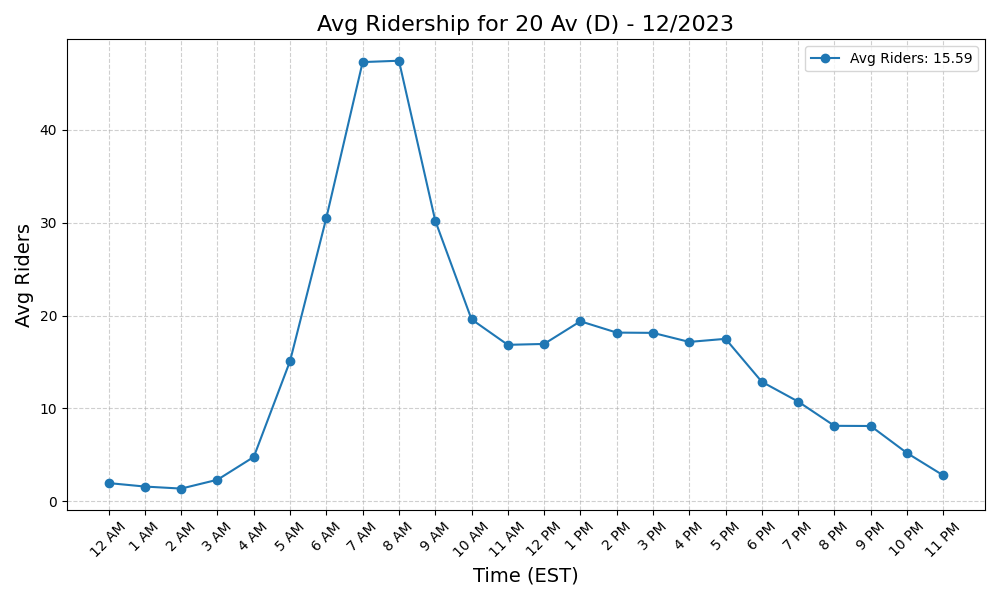 Avg Ridership for 20 Av (D) - 12/2023
Avg Riders: 15.59
Avg Riders
40
30
20
10
0
12 AM
1 AM
2 AM
3 AM
4 AM
5 AM
6 AM
7 AM
8 AM
9 AM
10 AM
11 AM
12 PM
1 PM
2 PM
3 PM
4 PM
5 PM
6 PM
7 PM
8 PM
9 PM
10 PM
11 PM
Time (EST)